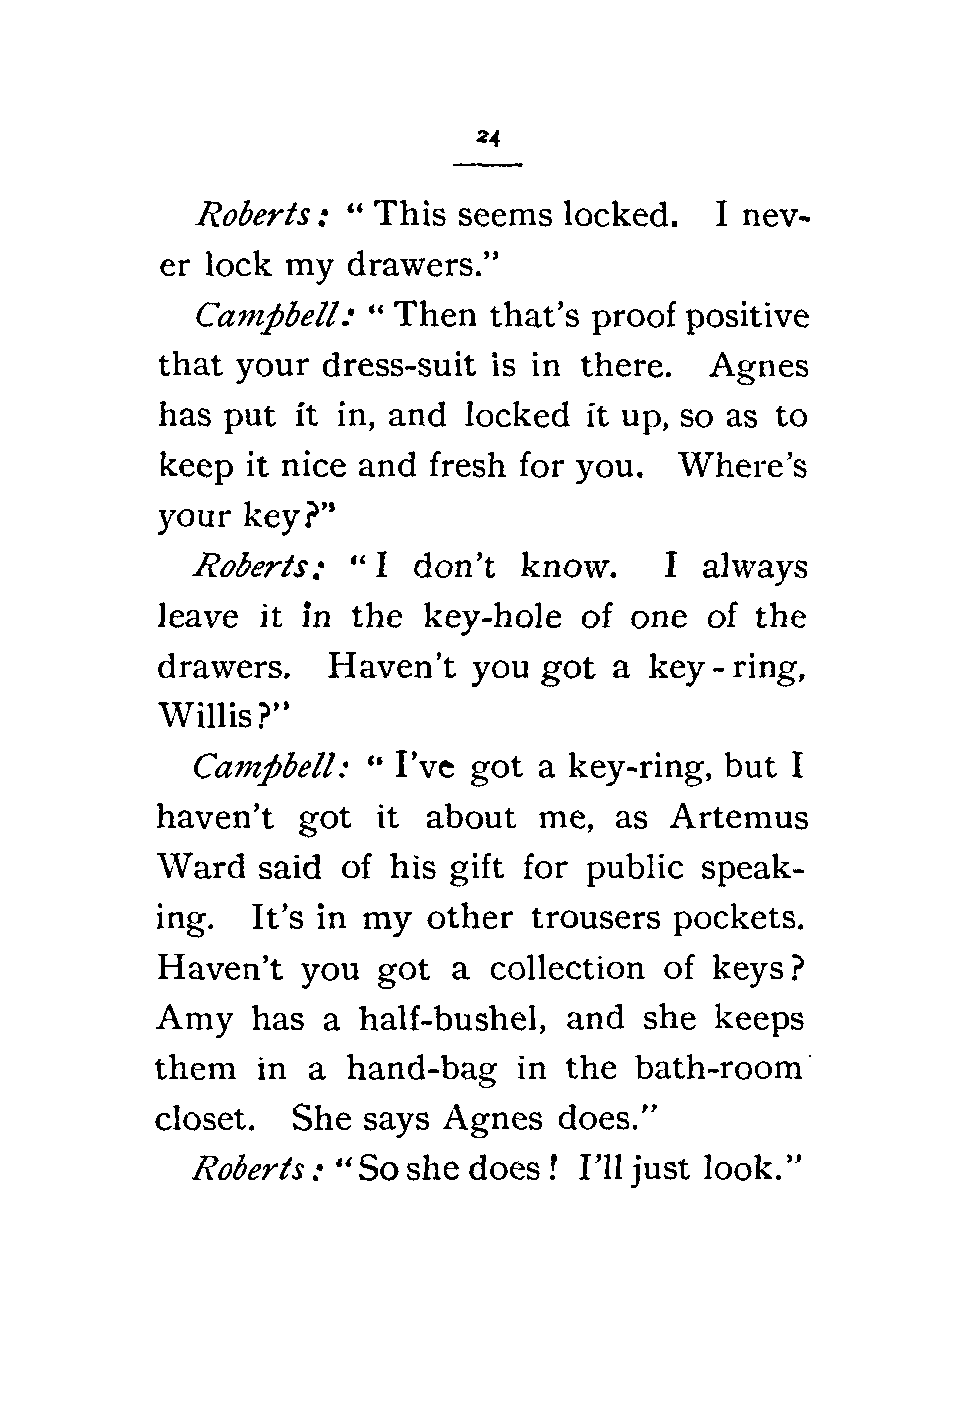 24
Roberts: “ This seems locked. I nev-
er lock my drawers.”
Campbell: “ Then that's proof positive
that your dress-suit is in there. Agnes
has put it in, and locked it up, so as to
keep it nice and fresh for you. Where's
your key?”
Roberts: “ I don't know. I always
leave it in the key-hole of one of the
drawers. Haven't you got a key-ring,
Willis?”
Campbell: “ I've got a key-ring, but I
haven't got it about me, as Artemus
Ward said of his gift for public speak-
ing. It's in my other trousers pockets.
Haven't you got a collection of keys?
Amy has a half-bushel, and she keeps
them in a hand-bag in the bath-room
closet. She says Agnes does.”
Roberts: “ So she does! I'll just look.”